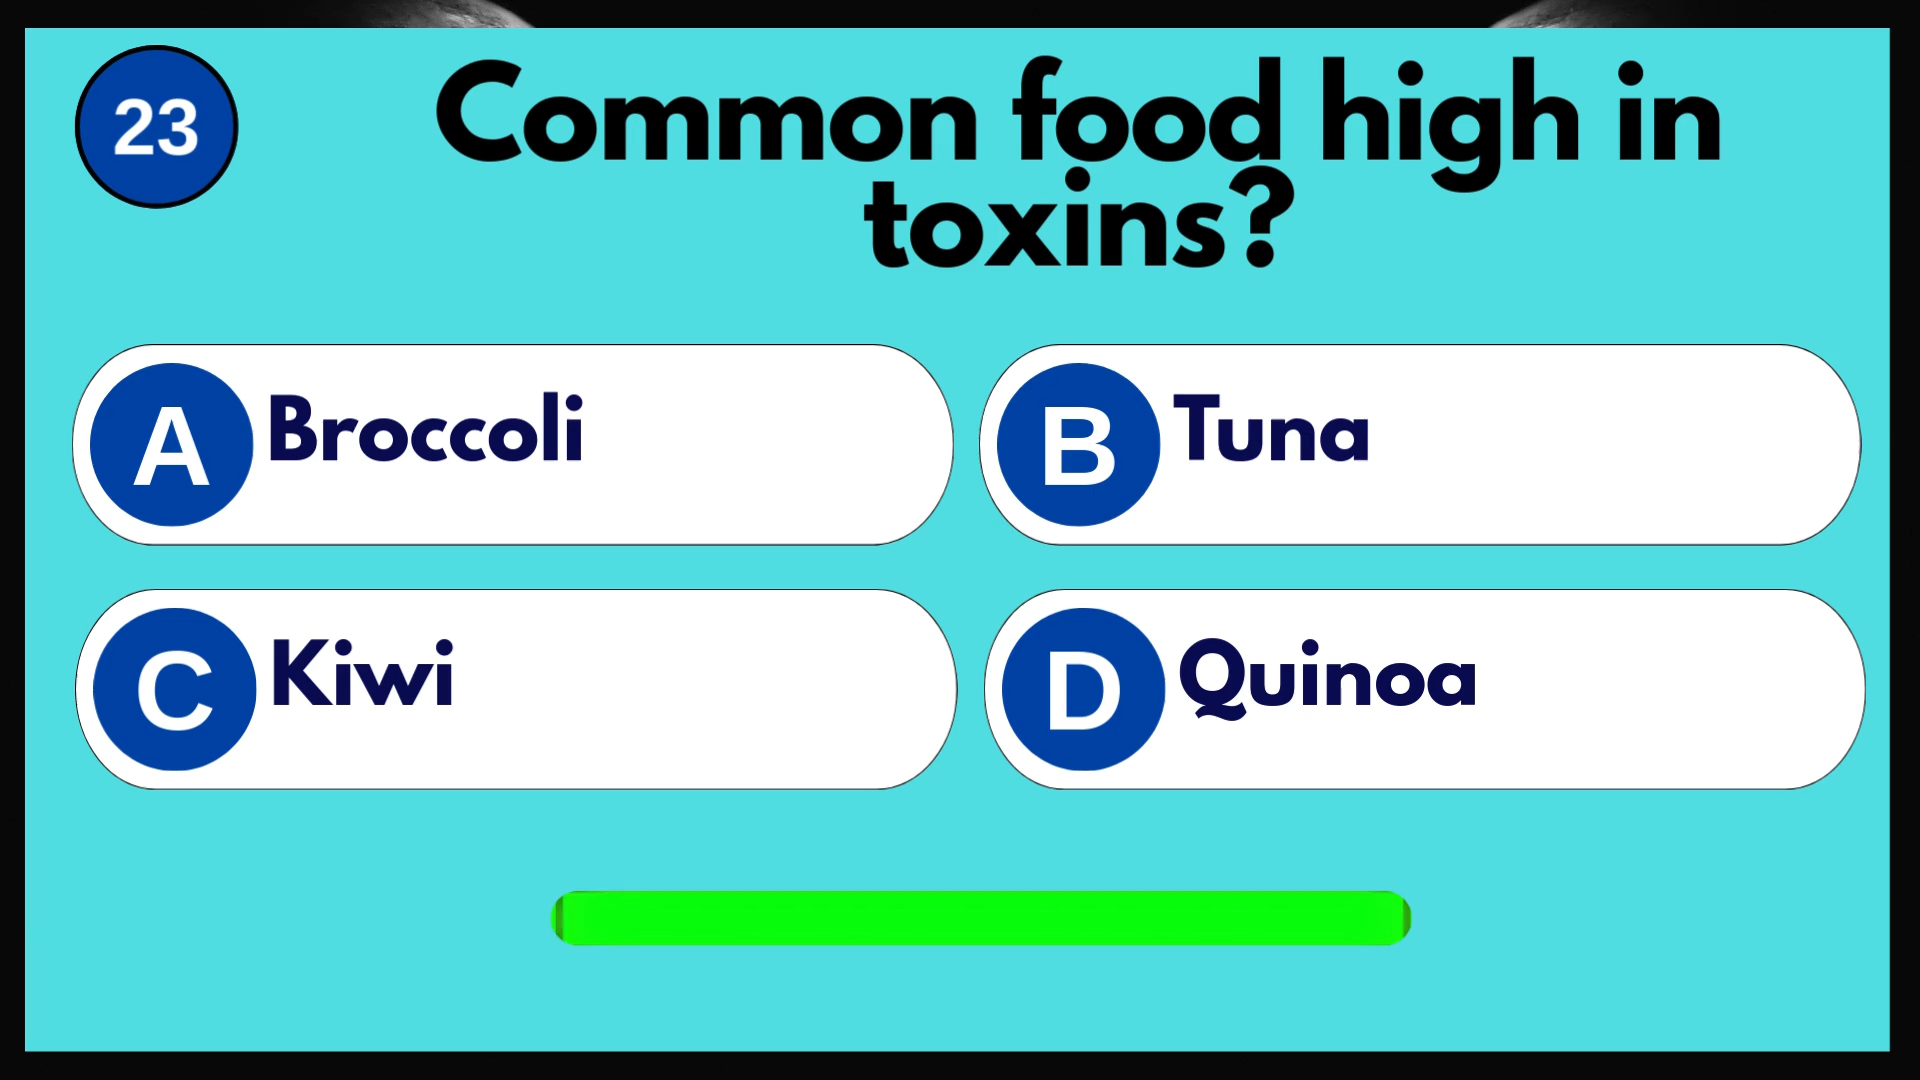 23
Common food high in
toxins?
A Broccoli
B Tuna
C Kiwi
D Quinoa